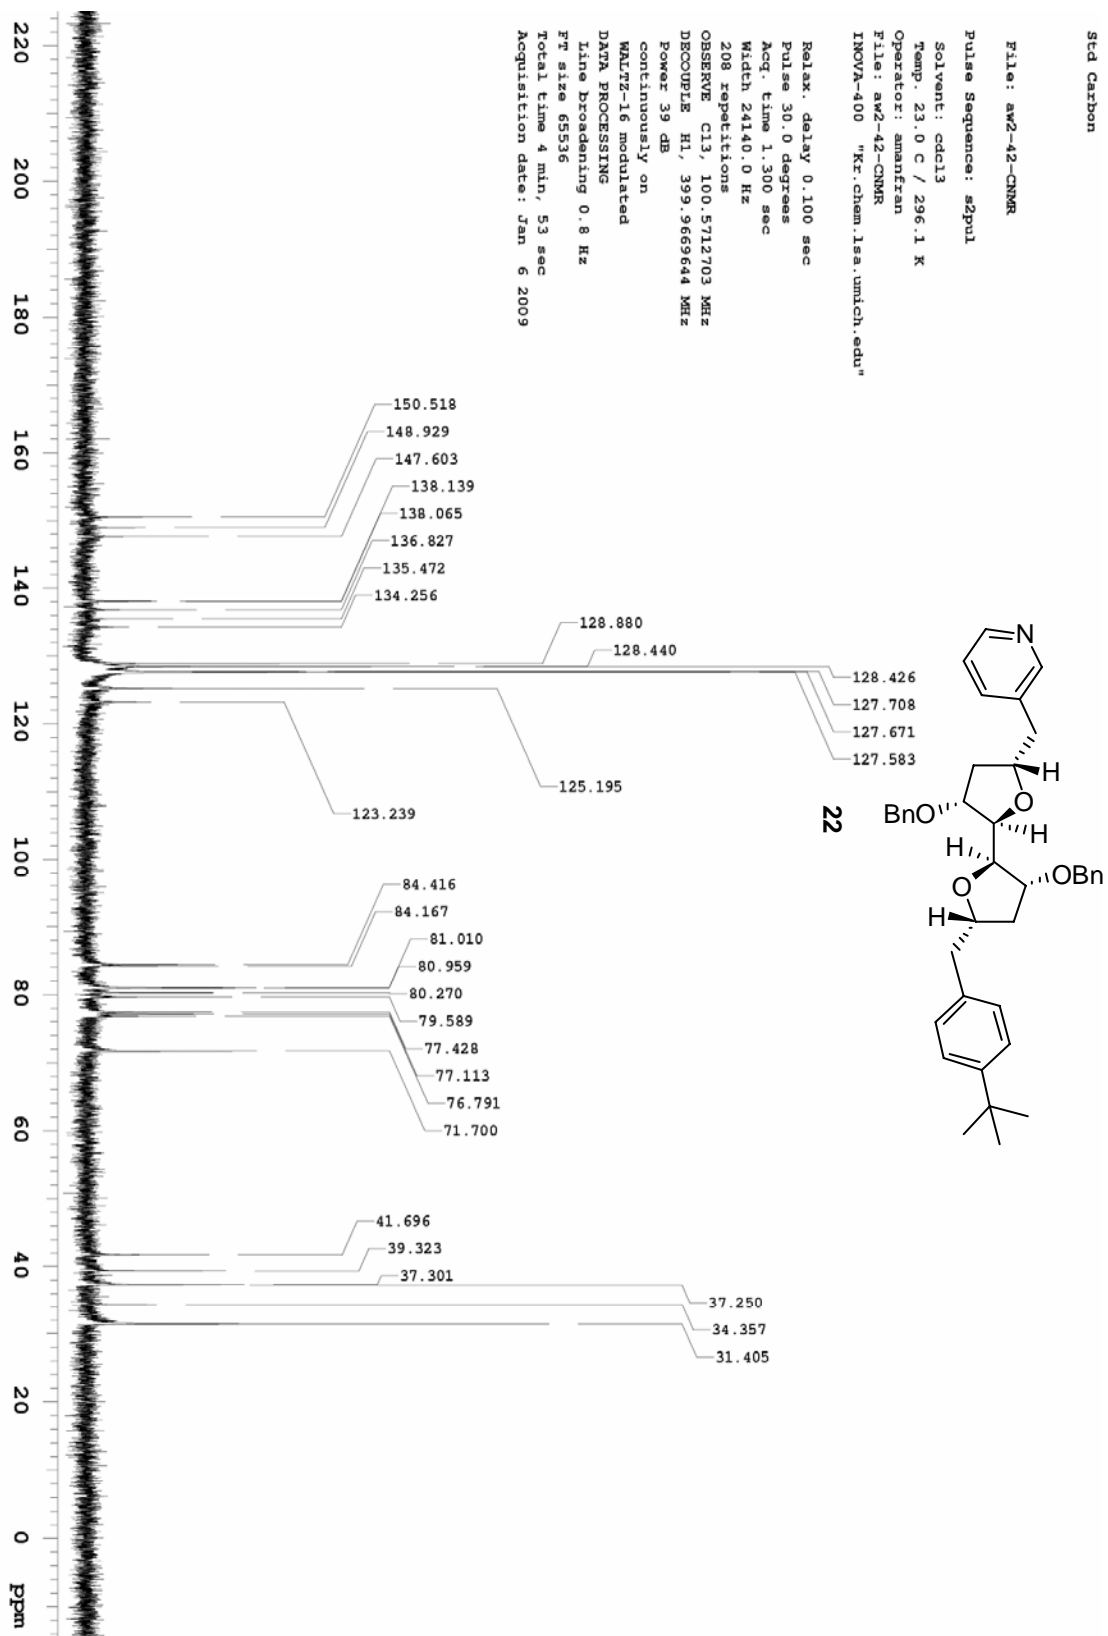 Std Carbon
File: aw2-42-CNMR
Pulse Sequence: s2pul
Solvent: cdcl3
Temp. 23.0 C / 296.1 K
Operator: amanfran
File: aw2-42-CNMR
INOVA-400 "Kr.chem.lsa.umich.edu"
Relax. delay 0.100 sec
Pulse 30.0 degrees
Acq. time 1.300 sec
Width 24140.0 Hz
208 repetitions
OBSERVE C13, 100.5712703 MHz
DECOUPLE H1, 399.9669644 MHz
Power 39 dB
continuously on
WALTZ-16 modulated
DATA PROCESSING
Line broadening 0.8 Hz
FT size 65536
Total time 4 min, 53 sec
Acquisition date: Jan 6 2009
150.518
148.929
147.603
138.139
138.065
136.827
135.472
134.256
128.880
128.440
128.426
127.708
127.671
127.583
125.195
123.239
84.416
84.167
81.010
80.959
80.270
79.589
77.428
77.113
76.791
71.700
41.696
39.323
37.301
37.250
34.357
31.405
N
H
O
BnO
H
H
OBn
O
H
22
220 200 180 160 140 120 100 80 60 40 20 0 ppm